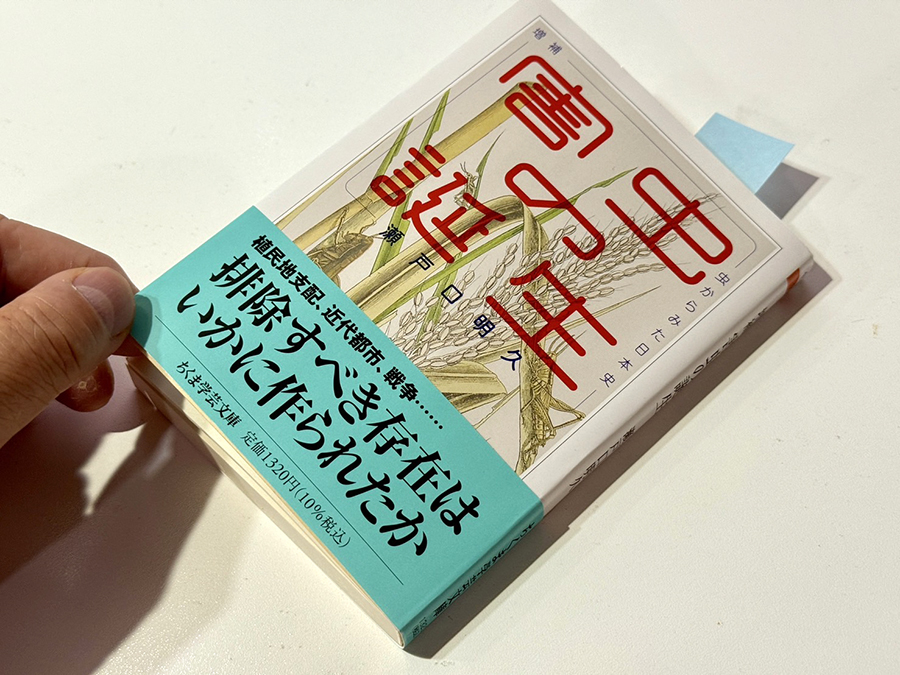 増補
害虫の誕生
虫からみた日本史
瀬戸口明久
植民地支配、近代都市、戦争……
排除すべき存在は
いかに作られたか
ちくま学芸文庫 定価1320円(10%税込)